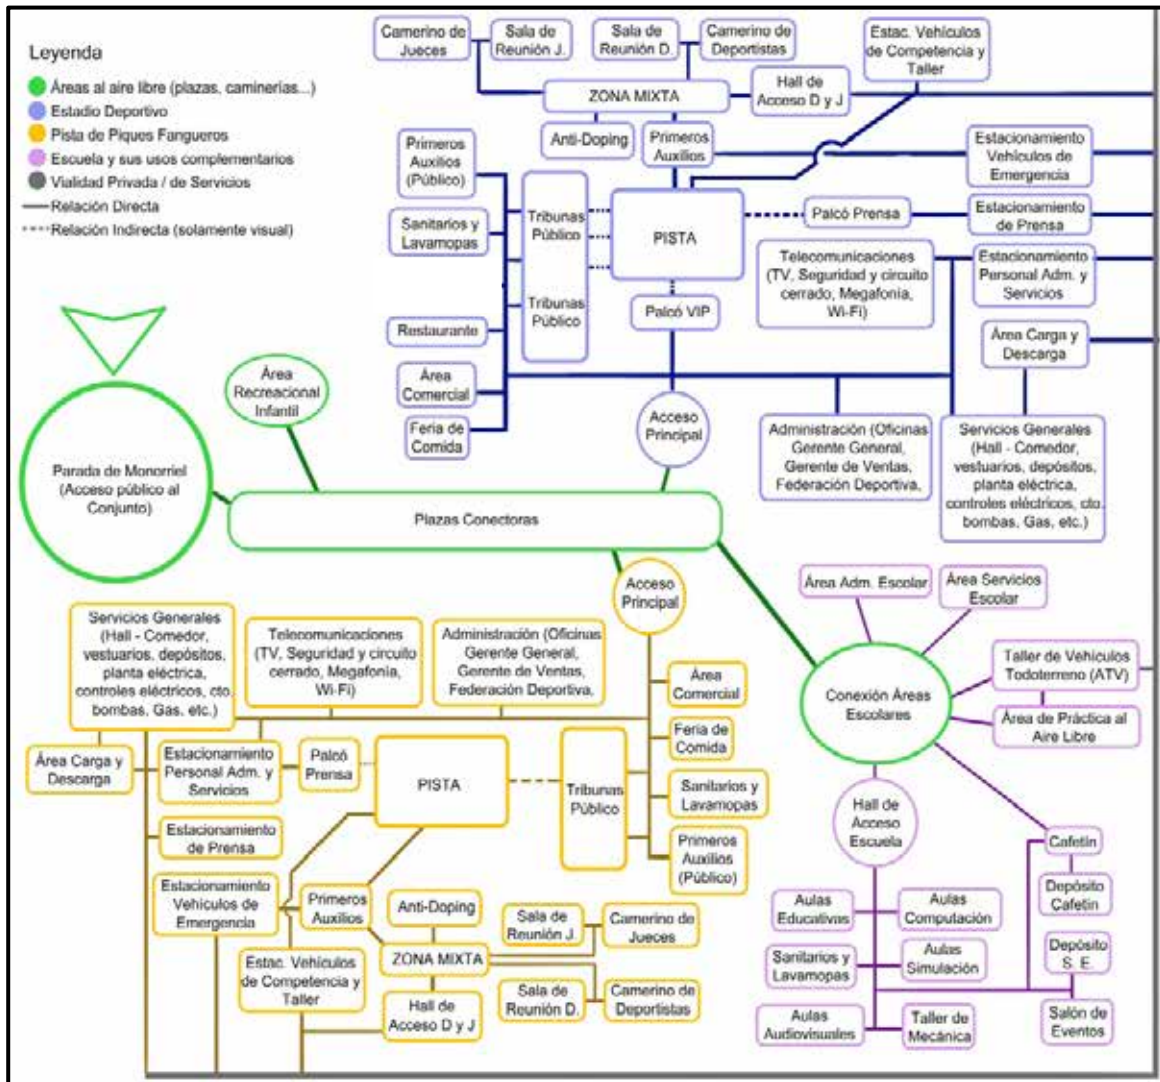 Leyenda
Áreas al aire libre (plazas, caminerías...)
Estadio Deportivo
Pista de Piques Fangueros
Escuela y sus usos complementarios
Vialidad Privada / de Servicios
Relación Directa
Relación Indirecta (solamente visual)
Camerino de
Jueces
Sala de
Reunión J.
Sala de
Reunión D.
Camerino de
Deportistas
Estac. Vehículos
de Competencia y
Taller
ZONA MIXTA
Hall de
Acceso D y J
Anti-Doping
Primeros
Auxilios
Estacionamiento
Vehículos de
Emergencia
Primeros
Auxilios
(Público)
Sanitarios y
Lavamopas
Tribunas
Público
Tribunas
Público
PISTA
Palcó Prensa
Estacionamiento
de Prensa
Telecomunicaciones
(TV, Seguridad y circuito
cerrado, Megafonía,
Wi-Fi)
Estacionamiento
Personal Adm. y
Servicios
Palcó VIP
Restaurante
Área
Comercial
Feria de
Comida
Área Carga y
Descarga
Acceso
Principal
Administración (Oficinas
Gerente General,
Gerente de Ventas,
Federación Deportiva,
Servicios Generales
(Hall - Comedor,
vestuarios, depósitos,
planta eléctrica,
controles eléctricos, cto.
bombas, Gas, etc.)
Área
Recreacional
Infantil
Parada de Monorriel
(Acceso público al
Conjunto)
Plazas Conectoras
Acceso
Principal
Servicios Generales
(Hall - Comedor,
vestuarios, depósitos,
planta eléctrica,
controles eléctricos, cto.
bombas, Gas, etc.)
Telecomunicaciones
(TV, Seguridad y circuito
cerrado, Megafonía,
Wi-Fi)
Administración (Oficinas
Gerente General,
Gerente de Ventas,
Federación Deportiva,
Área
Comercial
Feria de
Comida
Sanitarios y
Lavamopas
Primeros
Auxilios
(Público)
Área Carga y
Descarga
Estacionamiento
Personal Adm. y
Servicios
Palcó
Prensa
PISTA
Tribunas
Público
Estacionamiento
de Prensa
Estacionamiento
Vehículos de
Emergencia
Primeros
Auxilios
Anti-Doping
Sala de
Reunión J.
Camerino de
Jueces
ZONA MIXTA
Estac. Vehículos
de Competencia y
Taller
Hall de
Acceso D y J
Sala de
Reunión D.
Camerino de
Deportistas
Área Adm. Escolar
Área Servicios
Escolar
Conexión Áreas
Escolares
Taller de Vehículos
Todoterreno (ATV)
Área de Práctica al
Aire Libre
Hall de
Acceso
Escuela
Cafetín
Depósito
Cafetín
Aulas
Educativas
Aulas
Computación
Sanitarios y
Lavamopas
Aulas
Simulación
Depósito
S. E.
Aulas
Audiovisuales
Taller de
Mecánica
Salón de
Eventos